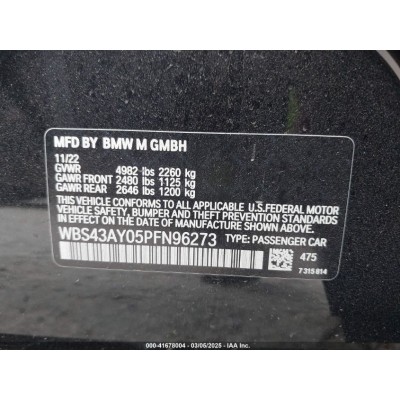 MFD BY BMW M GMBH
11/22
GVWR 4982 lbs 2260 kg
GAWR FRONT 2480 lbs 1125 kg
GAWR REAR 2646 lbs 1200 kg
THIS VEHICLE CONFORMS TO ALL
APPLICABLE U.S.FEDERAL MOTOR
VEHICLE SAFETY, BUMPER, AND THEFT PREVENTION
STANDARDS IN EFFECT ON THE DATE OF
MANUFACTURE SHOWN ABOVE.
WBS43AY05PFN96273 TYPE: PASSENGER CAR
475
7 315 814
000-41678004 - 03/05/2025 - IAA Inc.